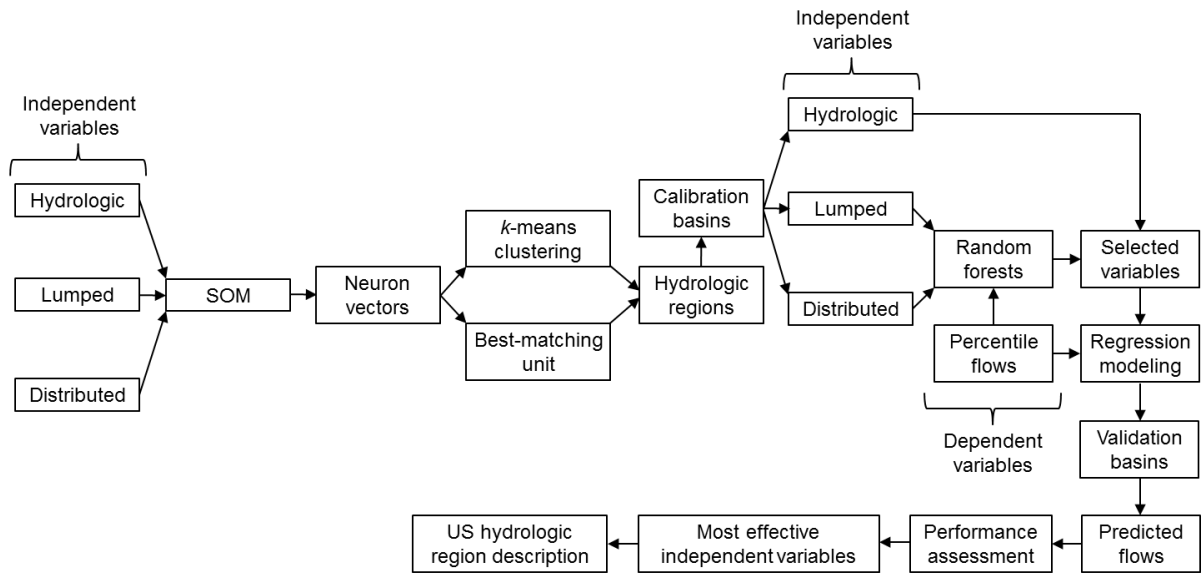 Independent
variables
Hydrologic
Lumped
Distributed
SOM
Neuron
vectors
k-means
clustering
Best-matching
unit
Hydrologic
regions
Calibration
basins
Independent
variables
Hydrologic
Lumped
Distributed
Random
forests
Percentile
flows
Dependent
variables
Selected
variables
Regression
modeling
Validation
basins
Predicted
flows
Performance
assessment
Most effective
independent variables
US hydrologic
region description